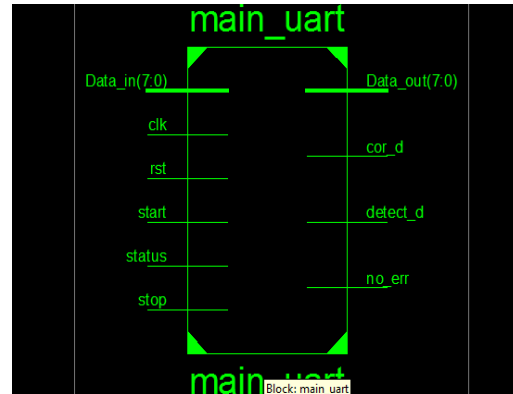 main_uart
Data_in(7:0)
Data_out(7:0)
clk
cor_d
rst
start
detect_d
status
no_err
stop
main_uart
Block: main_uart